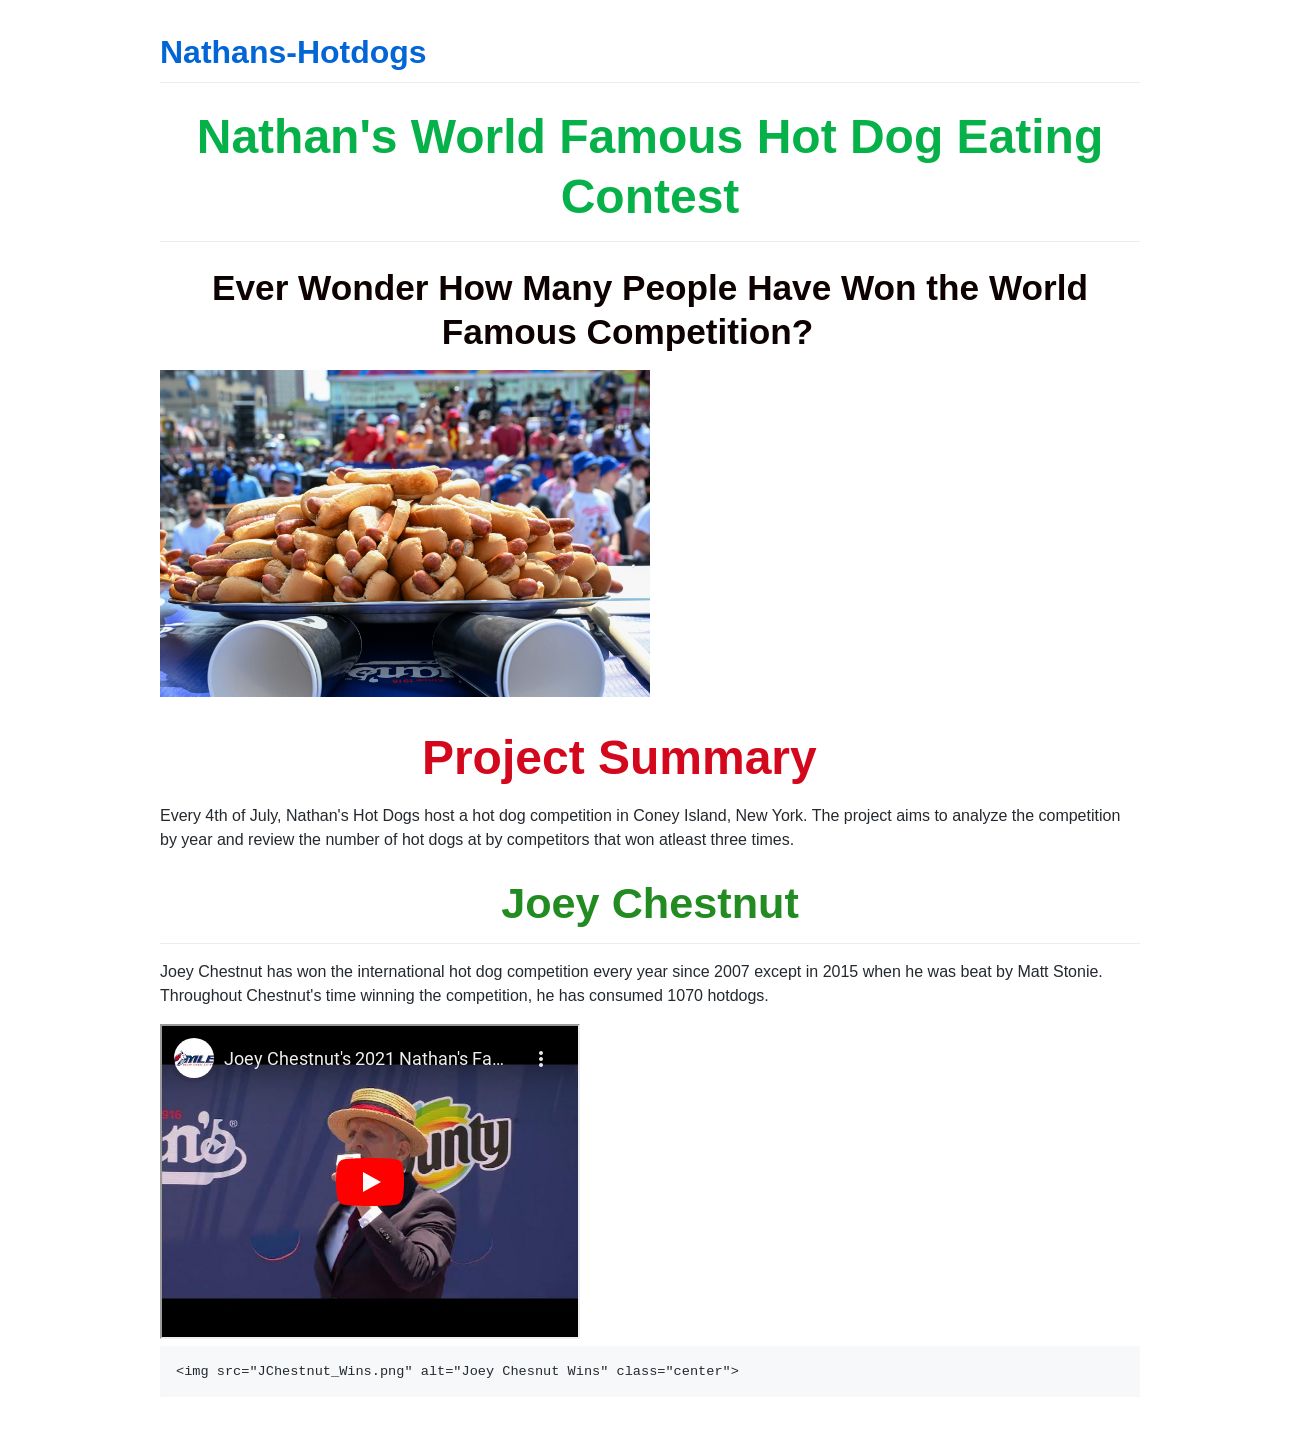 Nathans-Hotdogs
Nathan's World Famous Hot Dog Eating
Contest
Ever Wonder How Many People Have Won the World
Famous Competition?
Project Summary
Every 4th of July, Nathan's Hot Dogs host a hot dog competition in Coney Island, New York. The project aims to analyze the competition
by year and review the number of hot dogs at by competitors that won atleast three times.
Joey Chestnut
Joey Chestnut has won the international hot dog competition every year since 2007 except in 2015 when he was beat by Matt Stonie.
Throughout Chestnut's time winning the competition, he has consumed 1070 hotdogs.
MLE
Joey Chestnut's 2021 Nathan's Fa...
916
an's®
unty
<img src="JChestnut_Wins.png" alt="Joey Chesnut Wins" class="center">